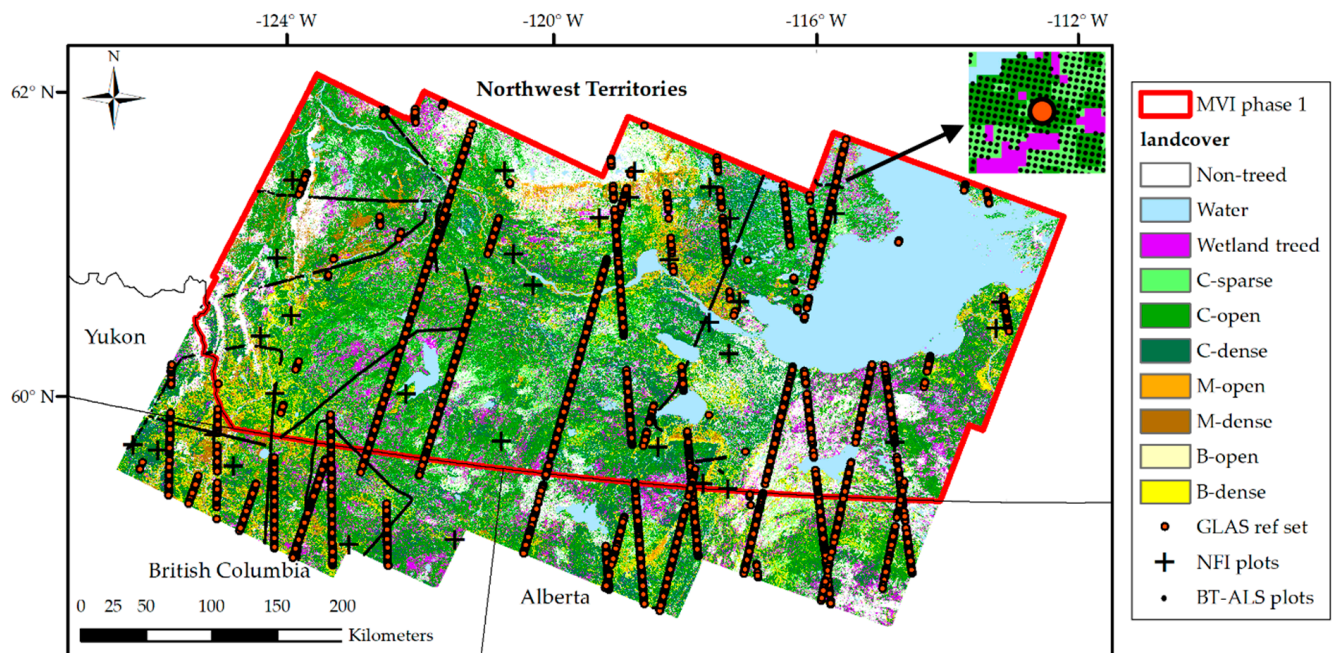 -124° W
-120° W
-116° W
-112° W
N
62° N
Northwest Territories
Yukon
60° N
British Columbia
Alberta
0 25 50 100 150 200
Kilometers
MVI phase 1
landcover
Non-treed
Water
Wetland treed
C-sparse
C-open
C-dense
M-open
M-dense
B-open
B-dense
GLAS ref set
NFI plots
BT-ALS plots